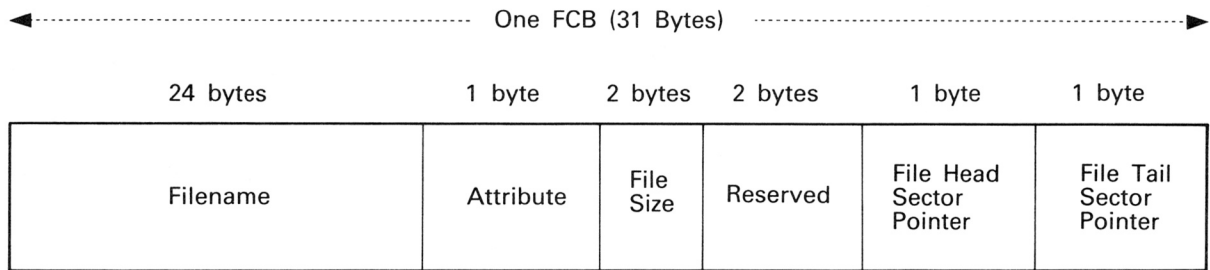 One FCB (31 Bytes)
24 bytes 1 byte 2 bytes 2 bytes 1 byte 1 byte
Filename
Attribute
File
Size
Reserved
File Head
Sector
Pointer
File Tail
Sector
Pointer